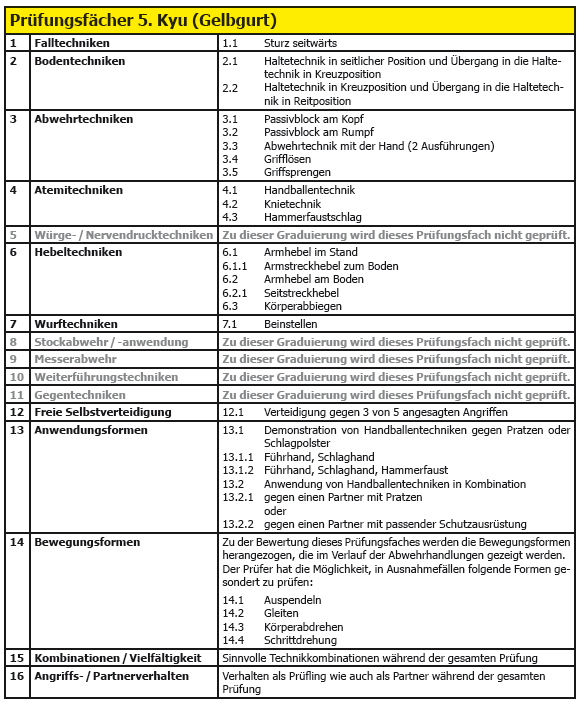 Prüfungsfächer 5. Kyu (Gelbgurt)
1 Falltechniken 1.1 Sturz seitwärts
2 Bodentechniken 2.1 Haltetechnik in seitlicher Position und Übergang in die Halte-
technik in Kreuzposition
2.2 Haltetechnik in Kreuzposition und Übergang in die Haltetech-
nik in Reitposition
3 Abwehrtechniken 3.1 Passivblock am Kopf
3.2 Passivblock am Rumpf
3.3 Abwehrtechnik mit der Hand (2 Ausführungen)
3.4 Grifflösen
3.5 Griffsprengen
4 Atemitechniken 4.1 Handballentechnik
4.2 Knietechnik
4.3 Hammerfaustschlag
5 Würge- / Nervendrucktechniken Zu dieser Graduierung wird dieses Prüfungsfach nicht geprüft.
6 Hebeltechniken 6.1 Armhebel im Stand
6.1.1 Armstreckhebel zum Boden
6.2 Armhebel am Boden
6.2.1 Seitstreckhebel
6.3 Körperabbiegen
7 Wurftechniken 7.1 Beinstellen
8 Stockabwehr / -anwendung Zu dieser Graduierung wird dieses Prüfungsfach nicht geprüft.
9 Messerabwehr Zu dieser Graduierung wird dieses Prüfungsfach nicht geprüft.
10 Weiterführungstechniken Zu dieser Graduierung wird dieses Prüfungsfach nicht geprüft.
11 Gegentechniken Zu dieser Graduierung wird dieses Prüfungsfach nicht geprüft.
12 Freie Selbstverteidigung 12.1 Verteidigung gegen 3 von 5 angesagten Angriffen
13 Anwendungsformen 13.1 Demonstration von Handballentechniken gegen Pratzen oder
Schlagpolster
13.1.1 Führhand, Schlaghand
13.1.2 Führhand, Schlaghand, Hammerfaust
13.2 Anwendung von Handballentechniken in Kombination
13.2.1 gegen einen Partner mit Pratzen
oder
13.2.2 gegen einen Partner mit passender Schutzausrüstung
14 Bewegungsformen Zu der Bewertung dieses Prüfungsfaches werden die Bewegungsformen
herangezogen, die im Verlauf der Abwehrhandlungen gezeigt werden.
Der Prüfer hat die Möglichkeit, in Ausnahmefällen folgende Formen ge-
sondert zu prüfen:
14.1 Auspendeln
14.2 Gleiten
14.3 Körperabdrehen
14.4 Schrittdrehung
15 Kombinationen / Vielfältigkeit Sinnvolle Technikkombinationen während der gesamten Prüfung
16 Angriffs- / Partnerverhalten Verhalten als Prüfling wie auch als Partner während der gesamten
Prüfung